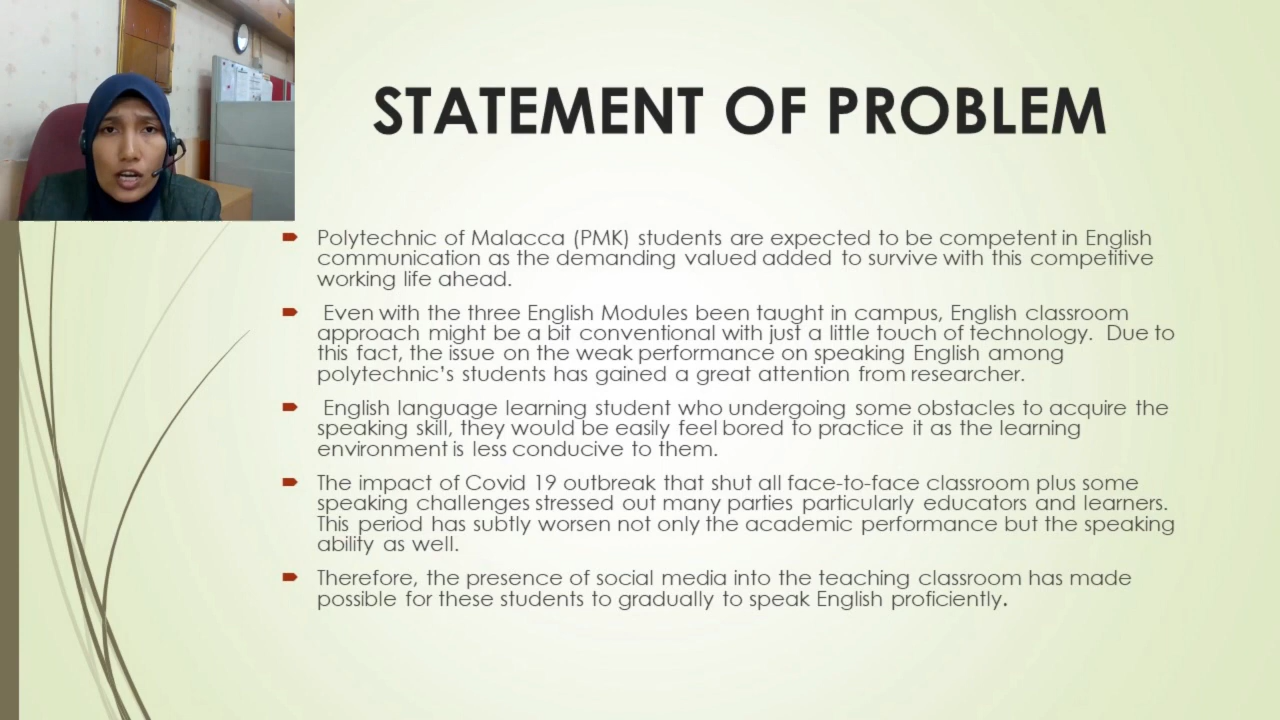 STATEMENT OF PROBLEM
Polytechnic of Malacca (PMK) students are expected to be competent in English
communication as the demanding valued added to survive with this competitive
working life ahead.
Even with the three English Modules been taught in campus, English classroom
approach might be a bit conventional with just a little touch of technology. Due to
this fact, the issue on the weak performance on speaking English among
polytechnic's students has gained a great attention from researcher.
English language learning student who undergoing some obstacles to acquire the
speaking skill, they would be easily feel bored to practice it as the learning
environment is less conducive to them.
The impact of Covid 19 outbreak that shut all face-to-face classroom plus some
speaking challenges stressed out many parties particularly educators and learners.
This period has subtly worsen not only the academic performance but the speaking
ability as well.
Therefore, the presence of social media into the teaching classroom has made
possible for these students to gradually to speak English proficiently.